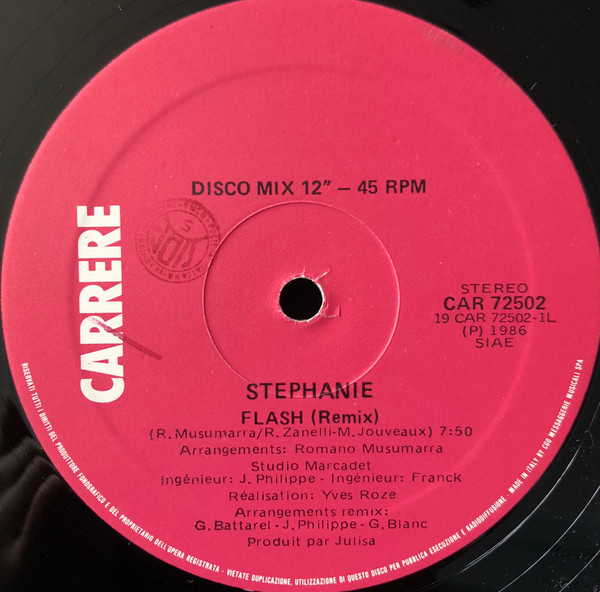 DISCO MIX 12" – 45 RPM
CARRERE
STEREO
CAR 72502
19 CAR 72502-1L
(P) 1986
SIAE
STEPHANIE
FLASH (Remix)
(R. Musumarra/R. Zanelli-M. Jouveaux) 7:50
Arrangements: Romano Musumarra
Studio Marcadet
Ingénieur: J. Philippe - Ingénieur: Franck
Réalisation: Yves Roze
Arrangements remix:
G. Battarel - J. Philippe - G. Blanc
Produit par Julisa
RISERVATI TUTTI I DIRITTI DEL PRODUTTORE FONOGRAFICO E DEL PROPRIETARIO DELL'OPERA REGISTRATA - VIETATE DUPLICAZIONE, UTILIZZAZIONE DI QUESTO DISCO PER PUBBLICA ESECUZIONE E RADIODIFFUSIONE. MADE IN ITALY BY CGD MESSAGGERIE MUSICALI SPA